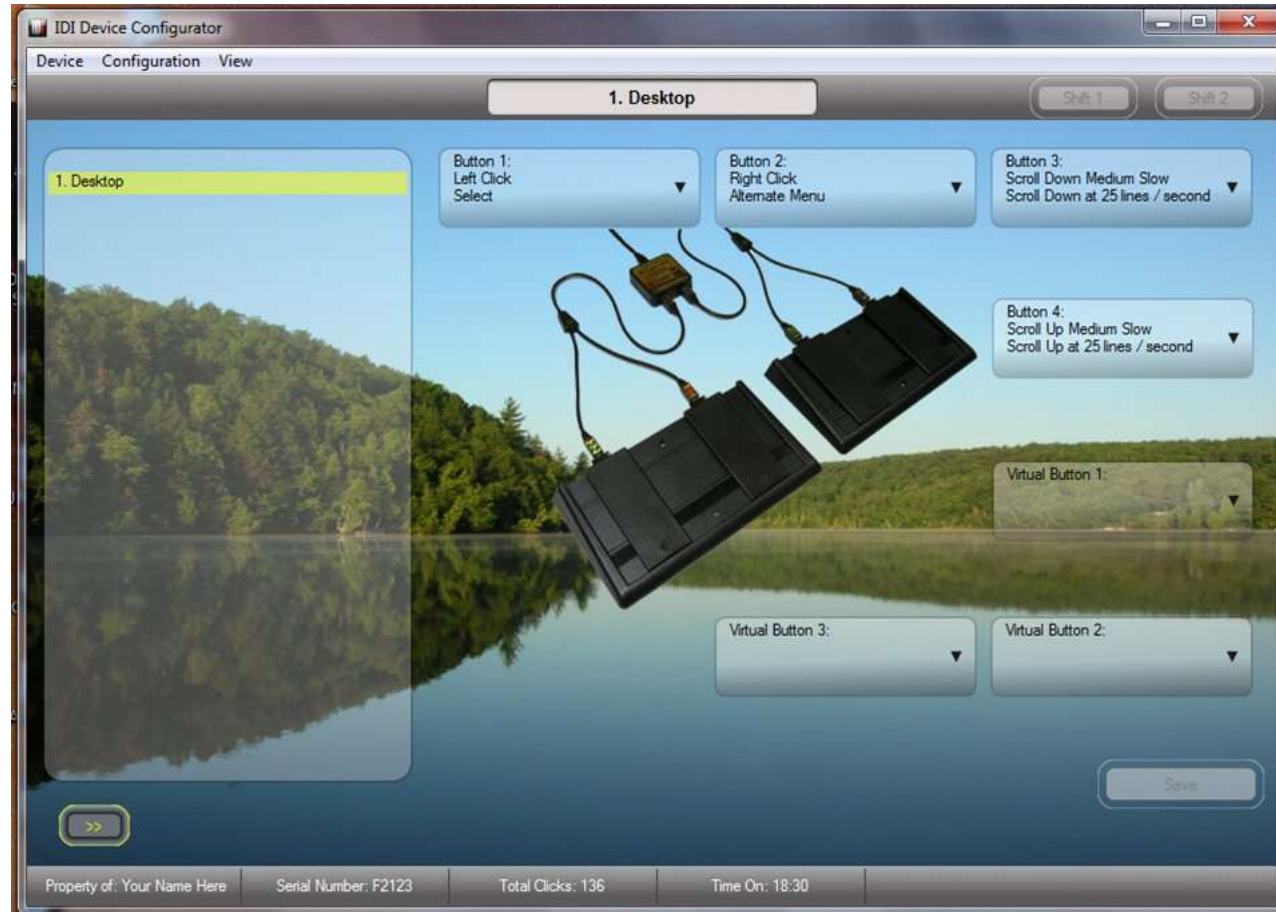 IDI Device Configurator
Device Configuration View
1. Desktop
Shift 1
Shift 2
1. Desktop
Button 1:
Left Click
Select
Button 2:
Right Click
Alternate Menu
Button 3:
Scroll Down Medium Slow
Scroll Down at 25 lines / second
Button 4:
Scroll Up Medium Slow
Scroll Up at 25 lines / second
Virtual Button 1:
Virtual Button 3:
Virtual Button 2:
Save
>>
Property of: Your Name Here
Serial Number: F2123
Total Clicks: 136
Time On: 18:30